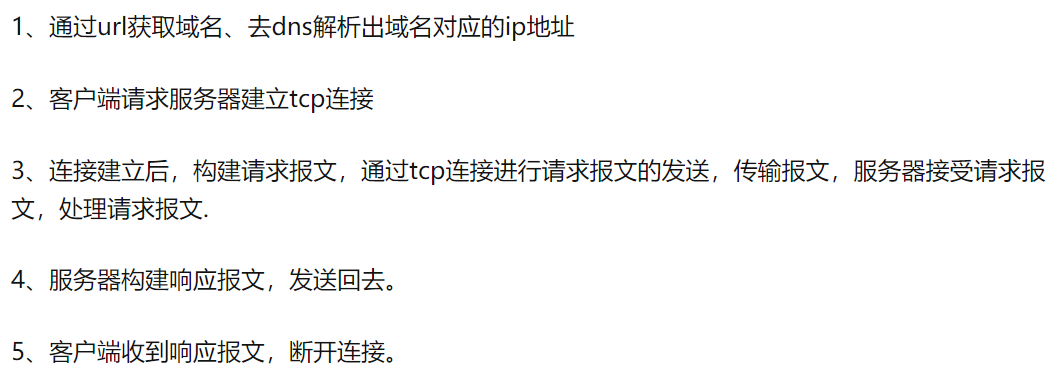 1、通过url获取域名、去dns解析出域名对应的ip地址
2、客户端请求服务器建立tcp连接
3、连接建立后，构建请求报文，通过tcp连接进行请求报文的发送，传输报文，服务器接受请求报
文，处理请求报文.
4、服务器构建响应报文，发送回去。
5、客户端收到响应报文，断开连接。